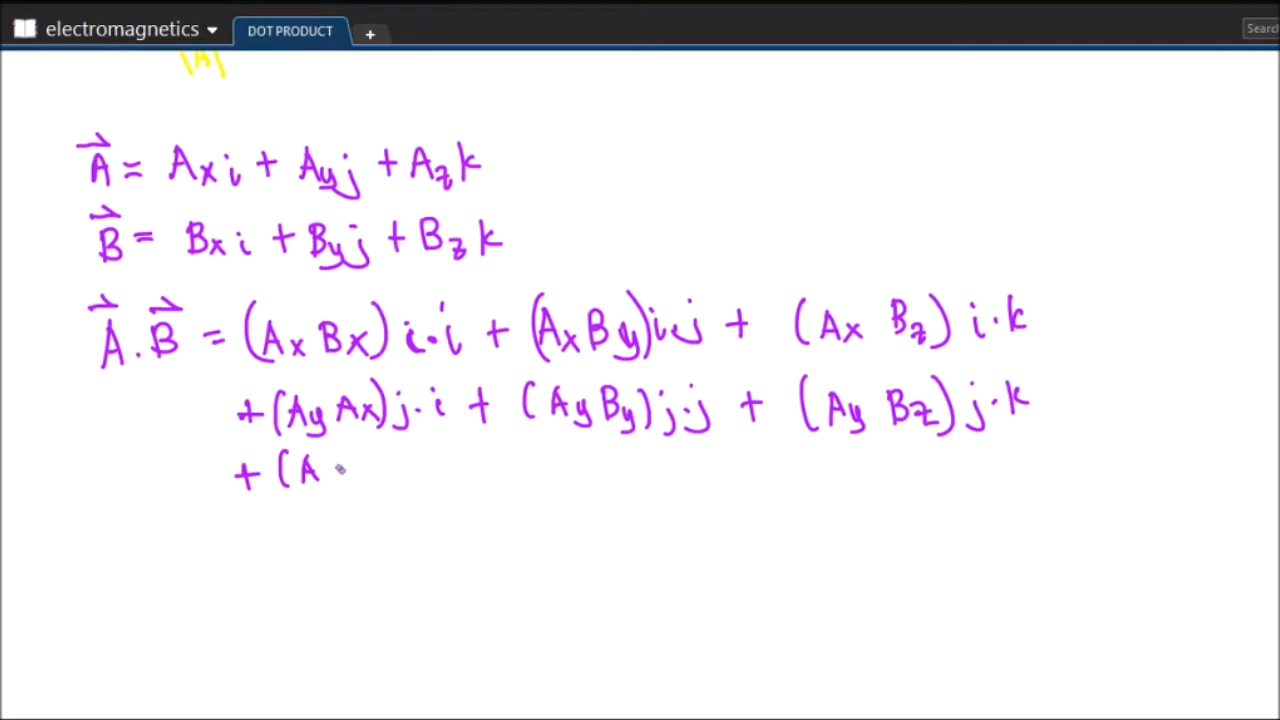 electromagnetics
DOT PRODUCT
+
Searc
|A|
A⃗ = Ax i + Ay j + Az k
B⃗ = Bx i + By j + Bz k
A⃗ . B⃗ = (Ax Bx) i·i + (Ax By) i·j + (Ax Bz) i·k
+ (Ay Ax) j·i + (Ay By) j·j + (Ay Bz) j·k
+ (A